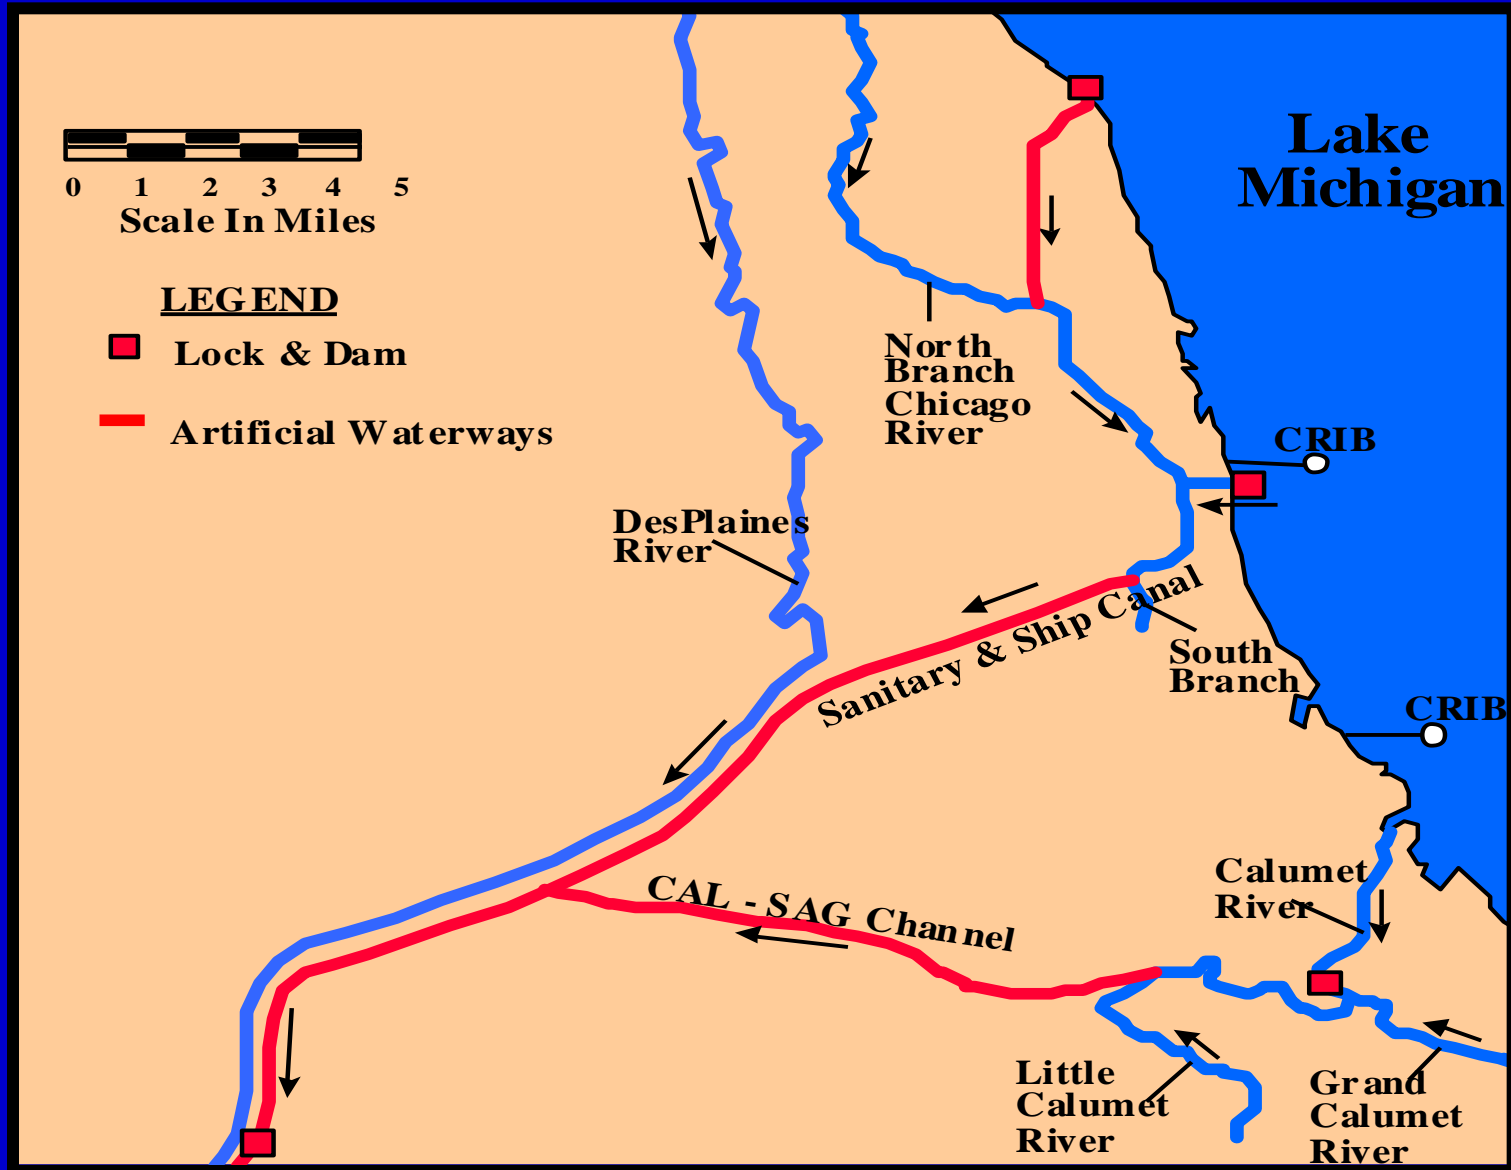 Lake
Michigan
0 1 2 3 4 5
Scale In Miles
LEGEND
Lock & Dam
Artificial Waterways
North
Branch
Chicago
River
CRIB
DesPlaines
River
Sanitary & Ship Canal
South
Branch
CRIB
CAL - SAG Channel
Calumet
River
Little
Calumet
River
Grand
Calumet
River